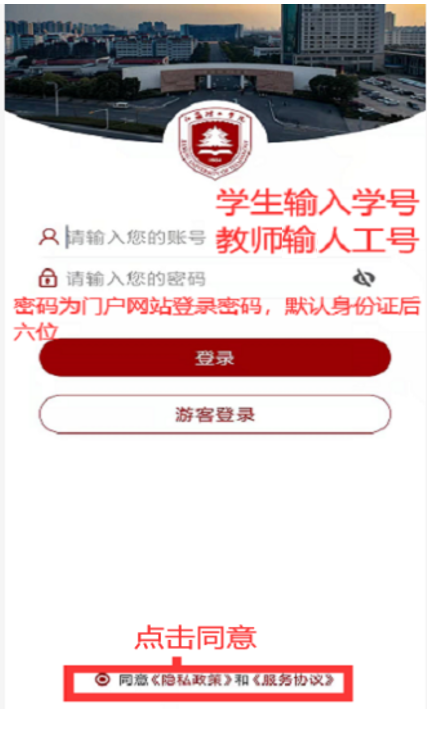 学生输入学号
请输入您的账号
教师输入工号
请输入您的密码
密码为门户网站登录密码，默认身份证后
六位
登录
游客登录
点击同意
同意《隐私政策》和《服务协议》